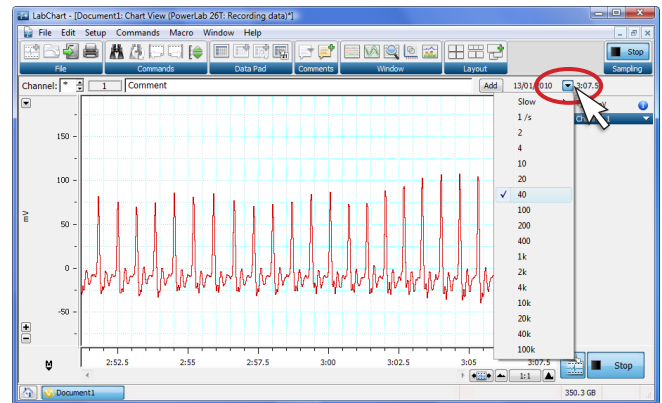 LabChart - [Document1: Chart View (PowerLab 26T: Recording data)*]
File Edit Setup Commands Macro Window Help
File Commands Data Pad Comments Window Layout Sampling
Stop
Channel: * 1 Comment Add 13/01/2010 3:07.5
Slow
1 /s
2
4
10
20
40
100
200
400
1k
2k
4k
10k
20k
40k
100k
150
100
50
0
-50
mV
M
2:52.5 2:55 2:57.5 3:00 3:02.5 3:05 3:07.5
1:1
Stop
Document1
350.3 GB